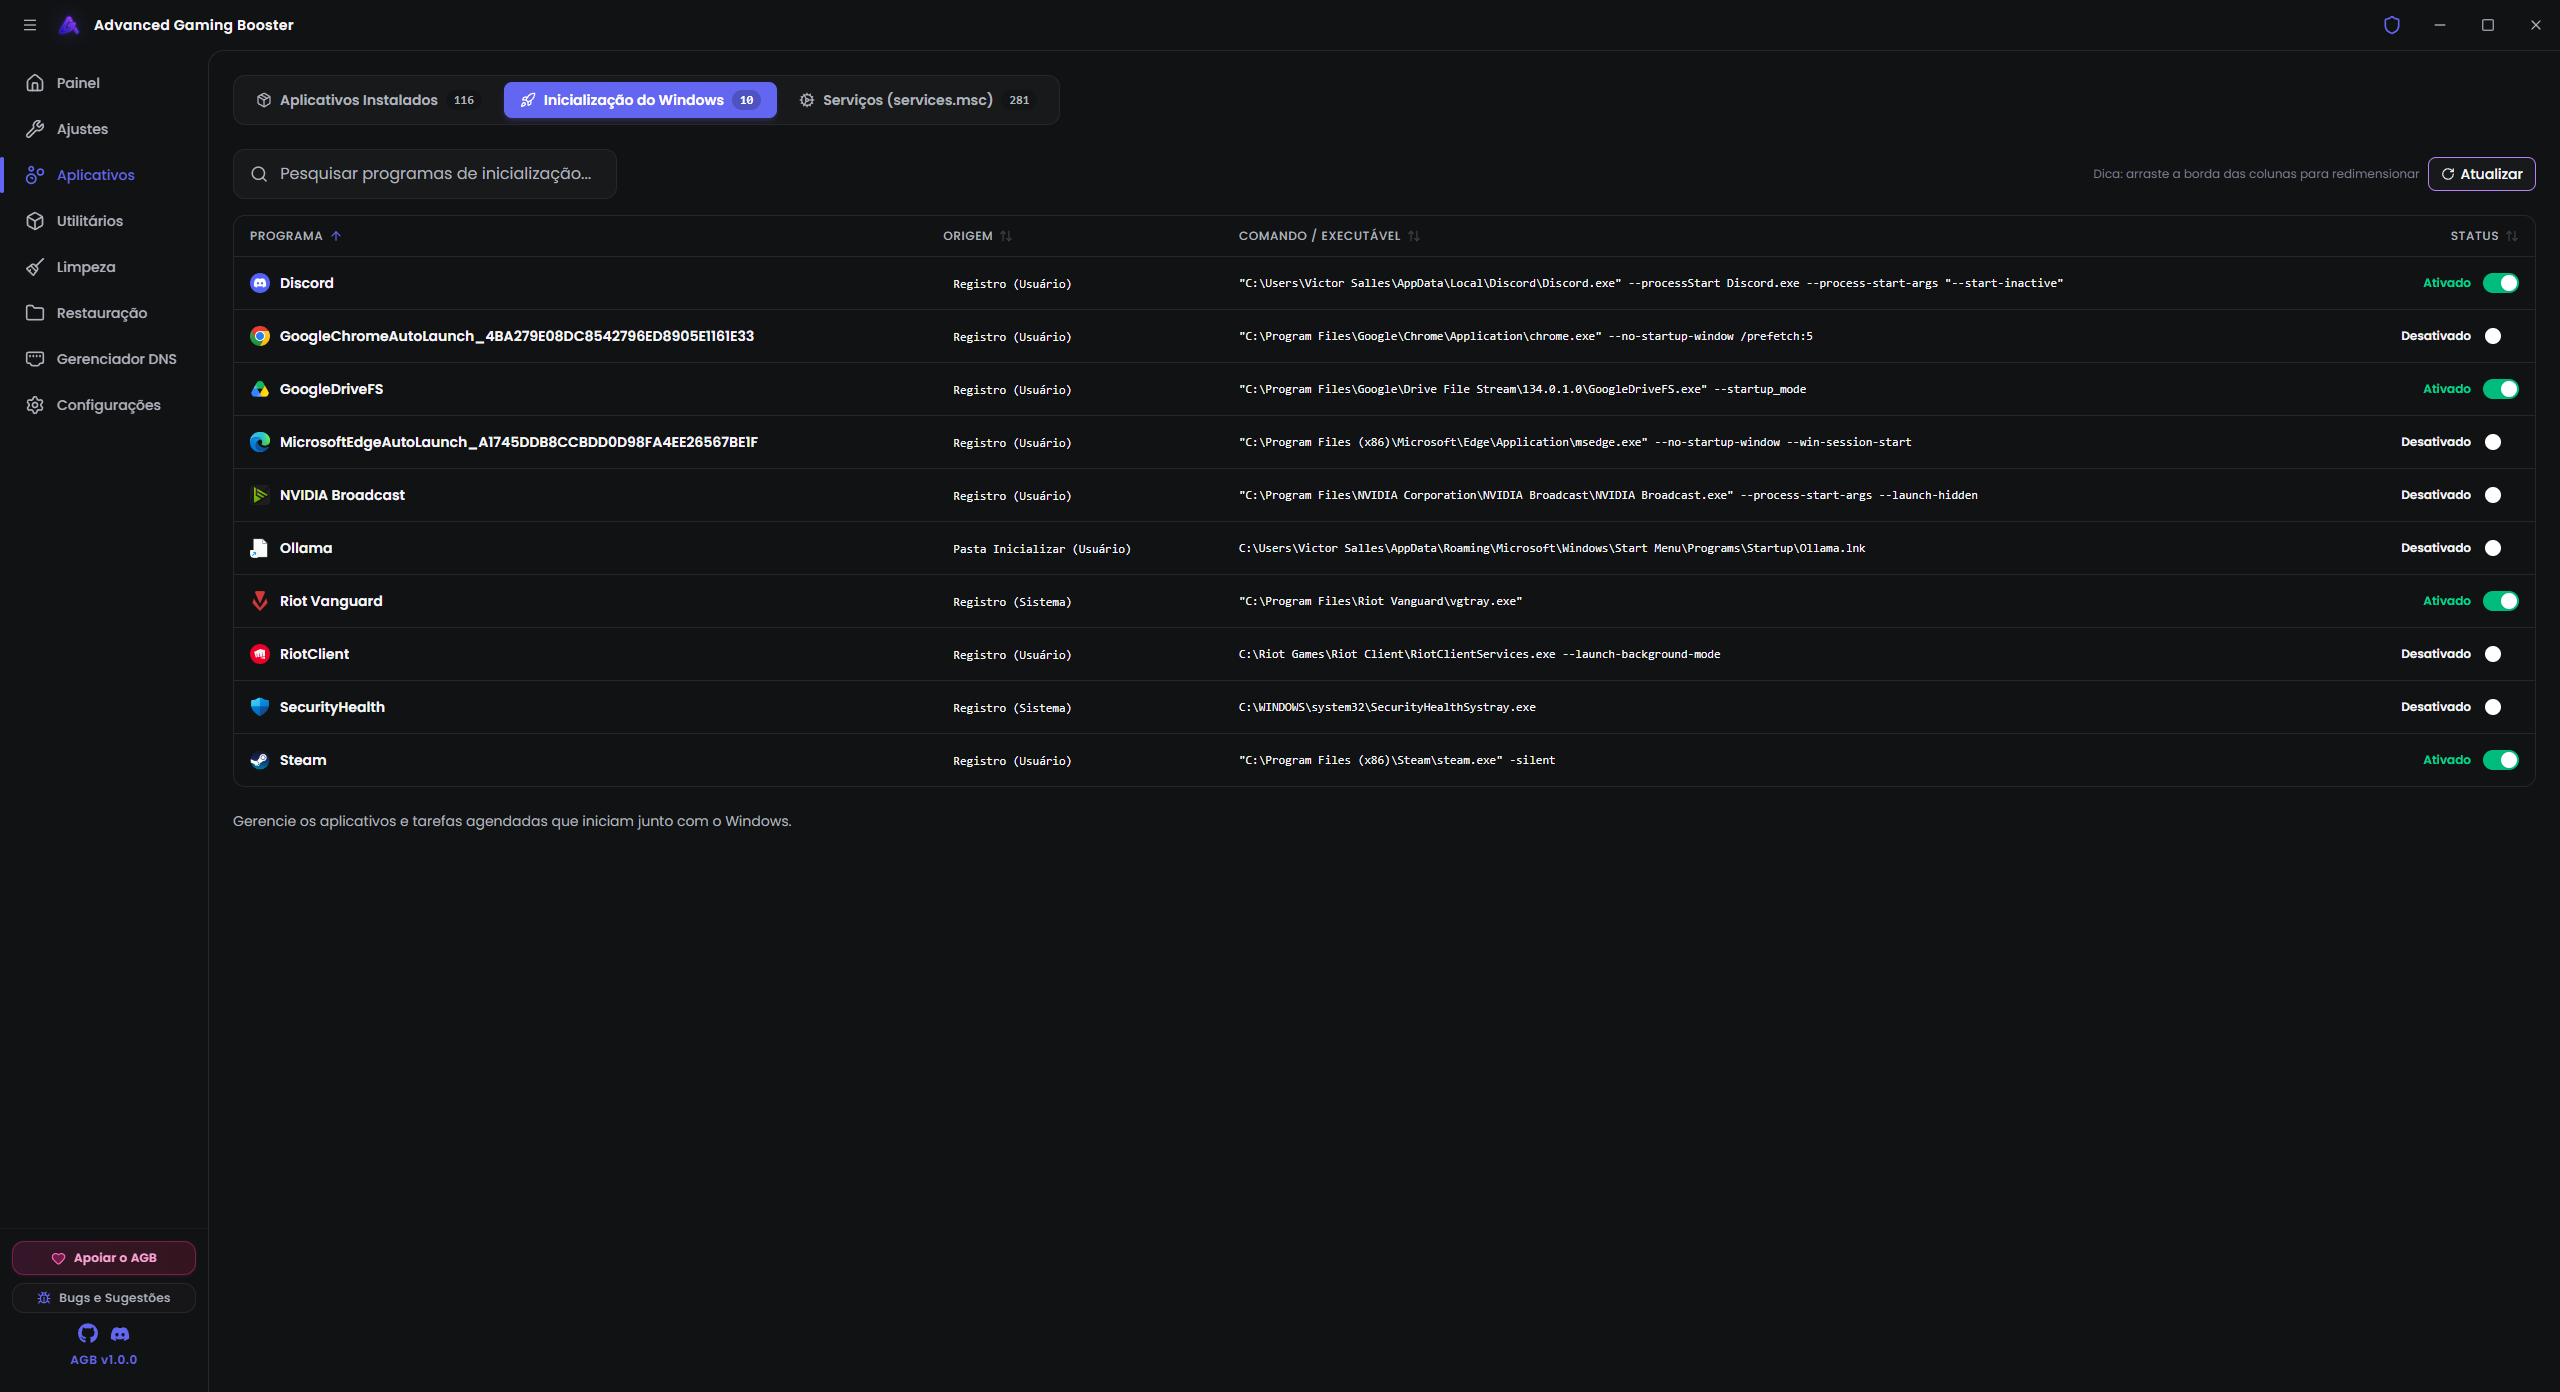 Advanced Gaming Booster
Painel
Ajustes
Aplicativos
Utilitários
Limpeza
Restauração
Gerenciador DNS
Configurações
Aplicativos Instalados 116 Inicialização do Windows 10 Serviços (services.msc) 281
Pesquisar programas de inicialização... Dica: arraste a borda das colunas para redimensionar Atualizar
PROGRAMA ORIGEM COMANDO / EXECUTÁVEL STATUS
Discord Registro (Usuário) "C:\Users\Victor Salles\AppData\Local\Discord\Discord.exe" --processStart Discord.exe --process-start-args "--start-inactive" Ativado
GoogleChromeAutoLaunch_4BA279E08DC8542796ED8905E1161E33 Registro (Usuário) "C:\Program Files\Google\Chrome\Application\chrome.exe" --no-startup-window /prefetch:5 Desativado
GoogleDriveFS Registro (Usuário) "C:\Program Files\Google\Drive File Stream\134.0.1.0\GoogleDriveFS.exe" --startup_mode Ativado
MicrosoftEdgeAutoLaunch_A1745DDB8CCBDD0D98FA4EE26567BE1F Registro (Usuário) "C:\Program Files (x86)\Microsoft\Edge\Application\msedge.exe" --no-startup-window --win-session-start Desativado
NVIDIA Broadcast Registro (Usuário) "C:\Program Files\NVIDIA Corporation\NVIDIA Broadcast\NVIDIA Broadcast.exe" --process-start-args --launch-hidden Desativado
Ollama Pasta Inicializar (Usuário) C:\Users\Victor Salles\AppData\Roaming\Microsoft\Windows\Start Menu\Programs\Startup\Ollama.lnk Desativado
Riot Vanguard Registro (Sistema) "C:\Program Files\Riot Vanguard\vgtray.exe" Ativado
RiotClient Registro (Usuário) C:\Riot Games\Riot Client\RiotClientServices.exe --launch-background-mode Desativado
SecurityHealth Registro (Sistema) C:\WINDOWS\system32\SecurityHealthSystray.exe Desativado
Steam Registro (Usuário) "C:\Program Files (x86)\Steam\steam.exe" -silent Ativado
Gerencie os aplicativos e tarefas agendadas que iniciam junto com o Windows.
Apoiar o AGB
Bugs e Sugestões
AGB v1.0.0